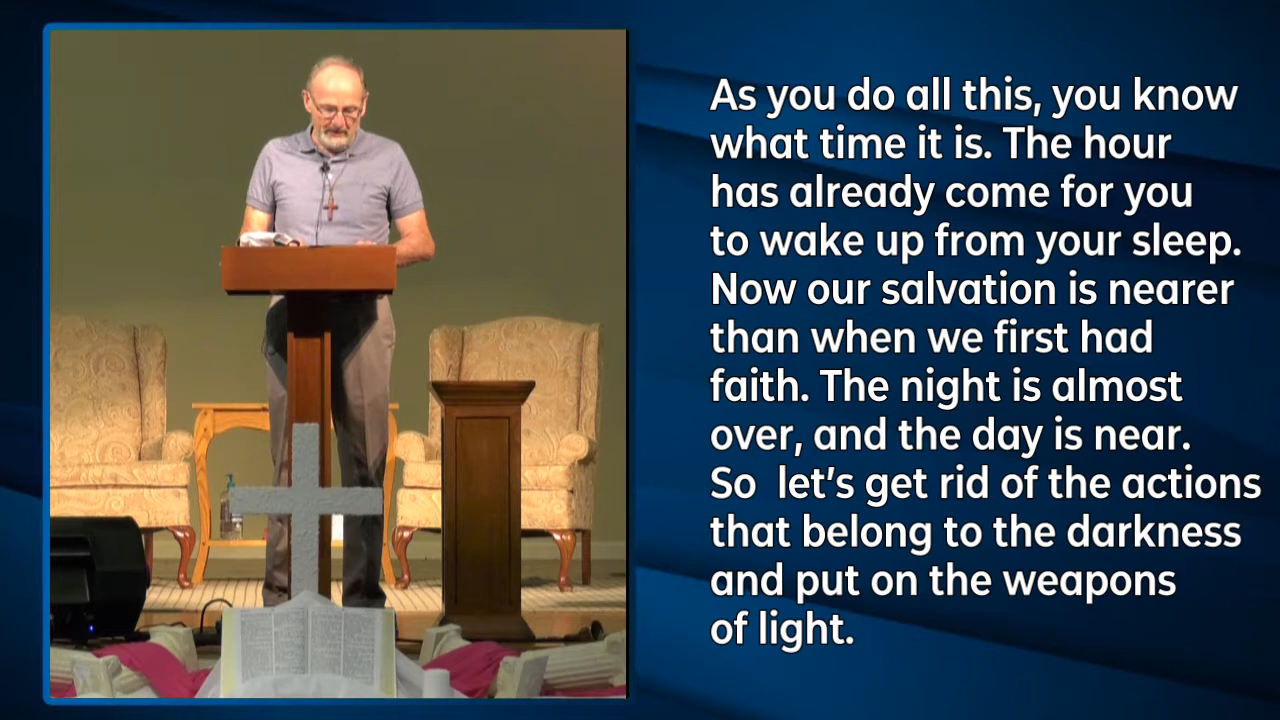 As you do all this, you know
what time it is. The hour
has already come for you
to wake up from your sleep.
Now our salvation is nearer
than when we first had
faith. The night is almost
over, and the day is near.
So  let’s get rid of the actions
that belong to the darkness
and put on the weapons
of light.